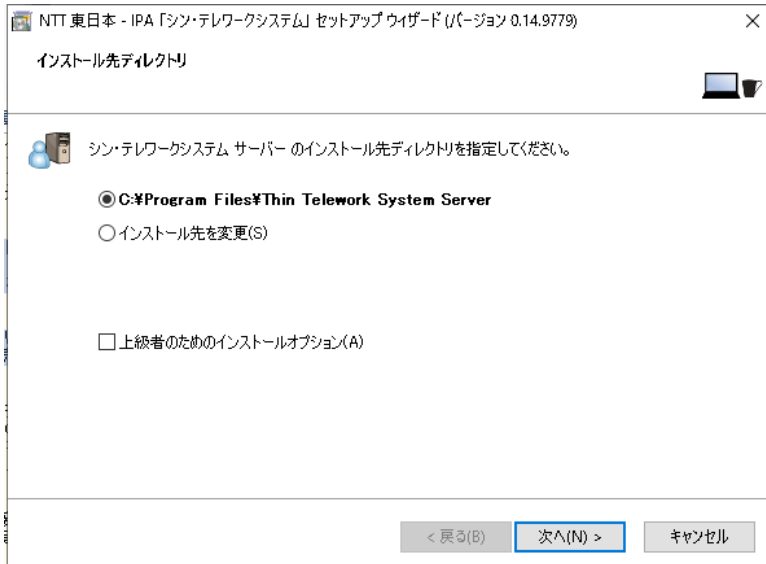 NTT 東日本 - IPA 「シン・テレワークシステム」 セットアップ ウィザード (バージョン 0.14.9779)
インストール先ディレクトリ
シン・テレワークシステム サーバー のインストール先ディレクトリを指定してください。
C:¥Program Files¥Thin Telework System Server
インストール先を変更(S)
上級者のためのインストールオプション(A)
< 戻る(B)
次へ(N) >
キャンセル